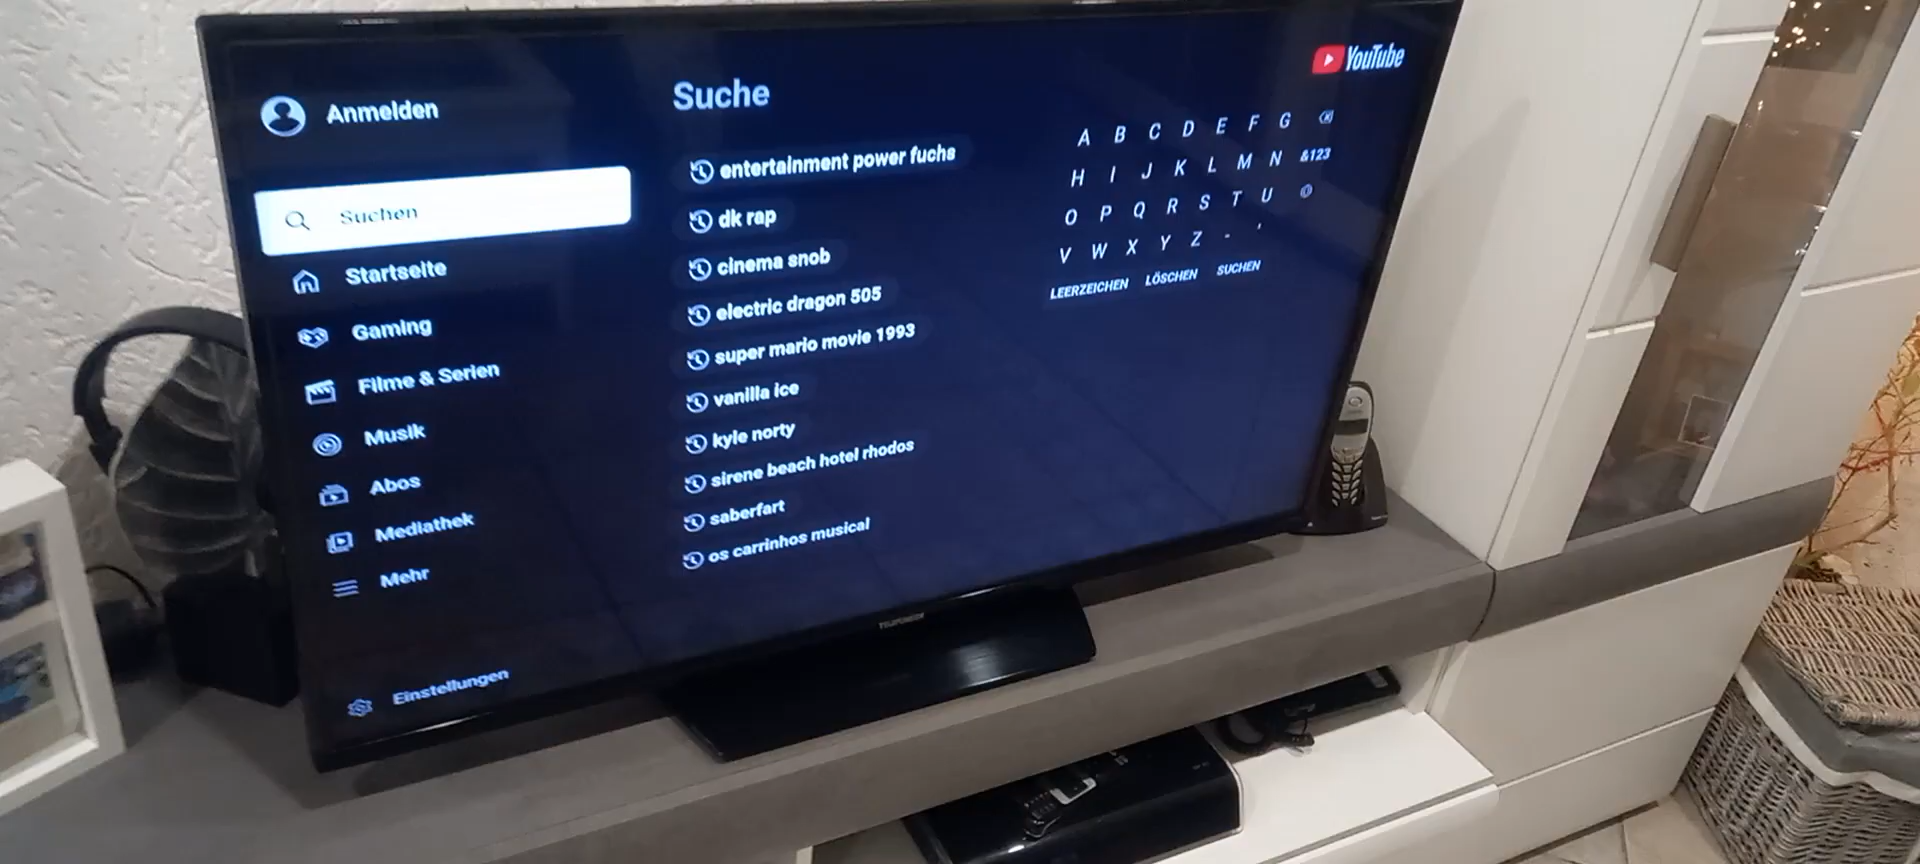 YouTube
Anmelden
Suchen
Startseite
Gaming
Filme & Serien
Musik
Abos
Mediathek
Mehr
Einstellungen
Suche
entertainment power fuchs
dk rap
cinema snob
electric dragon 505
super mario movie 1993
vanilla ice
kyle norty
sirene beach hotel rhodos
saberfart
os carrinhos musical
A B C D E F G
H I J K L M N &123
O P Q R S T U
V W X Y Z - '
LEERZEICHEN LÖSCHEN SUCHEN
TELEFUNKEN